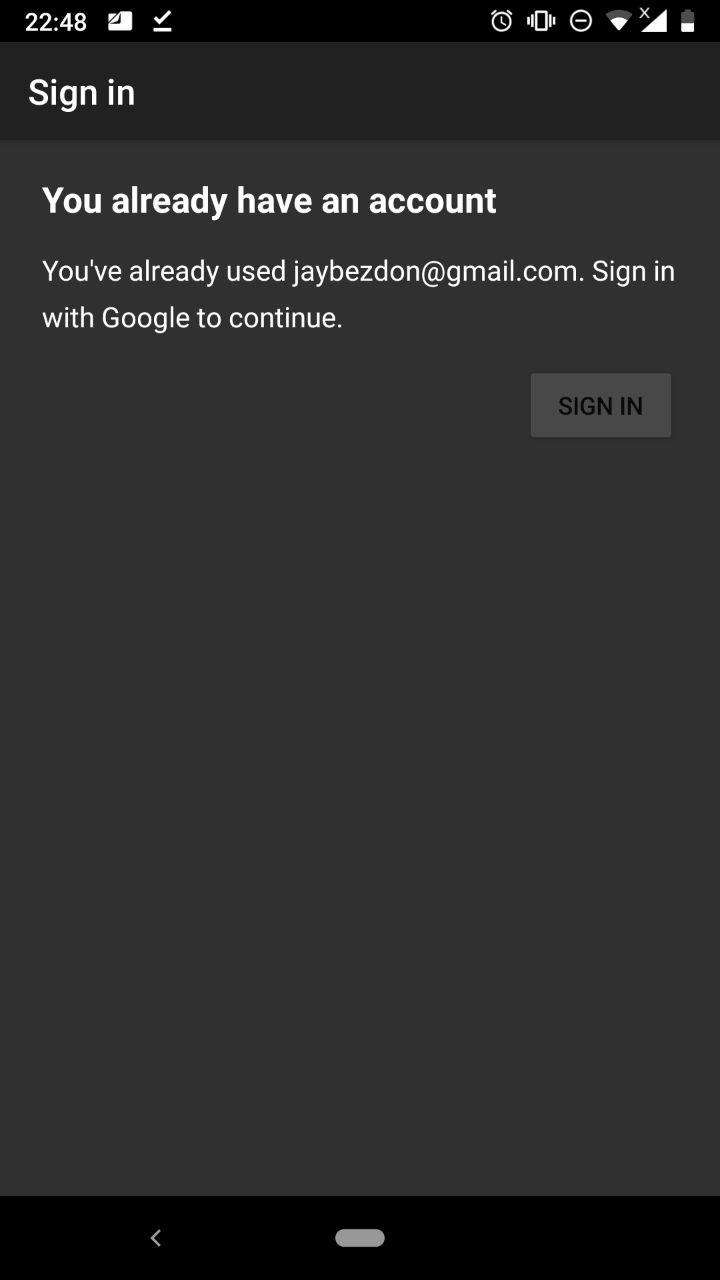 22:48
Sign in
You already have an account
You've already used jaybezdon@gmail.com. Sign in
with Google to continue.
SIGN IN